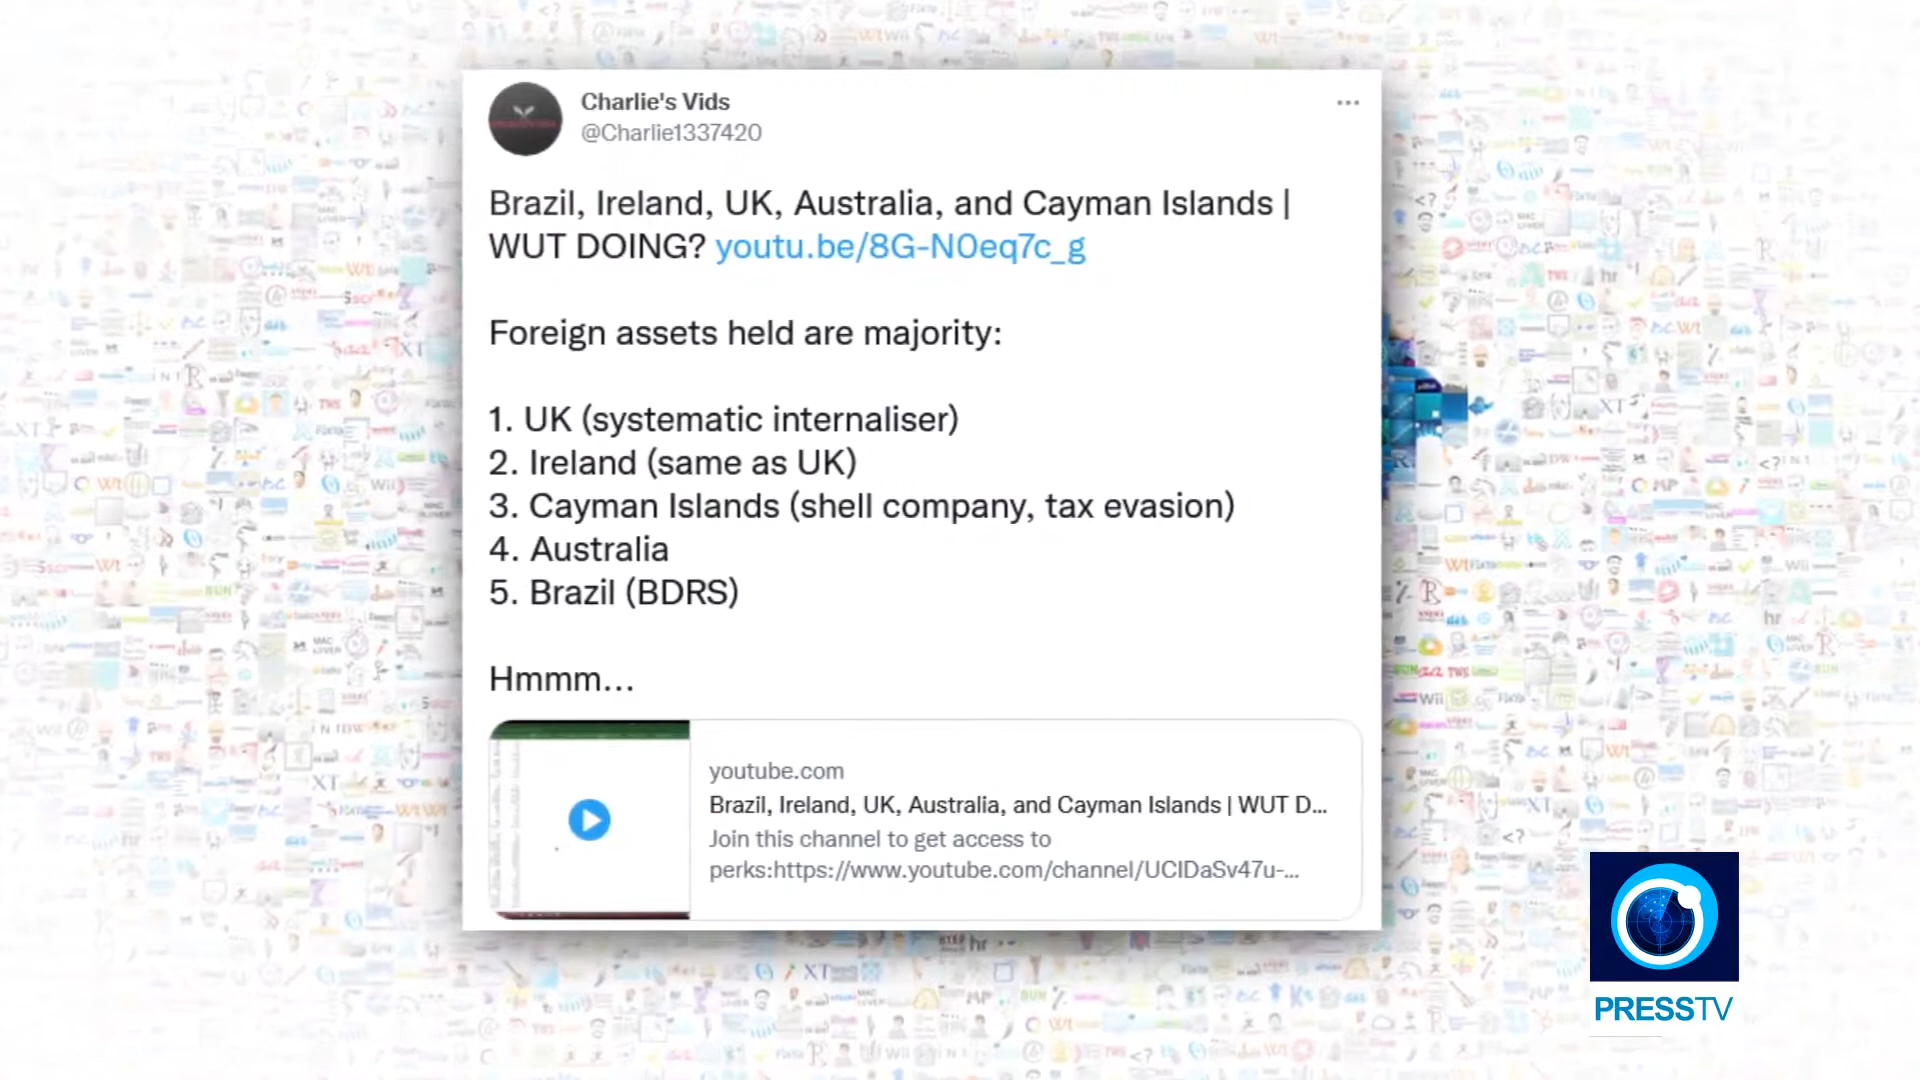 Charlie's Vids
@Charlie1337420
Brazil, Ireland, UK, Australia, and Cayman Islands |
WUT DOING? youtu.be/8G-N0eq7c_g
Foreign assets held are majority:
1. UK (systematic internaliser)
2. Ireland (same as UK)
3. Cayman Islands (shell company, tax evasion)
4. Australia
5. Brazil (BDRS)
Hmmm...
youtube.com
Brazil, Ireland, UK, Australia, and Cayman Islands | WUT D...
Join this channel to get access to
perks:https://www.youtube.com/channel/UCIDaSv47u-...
PRESSTV